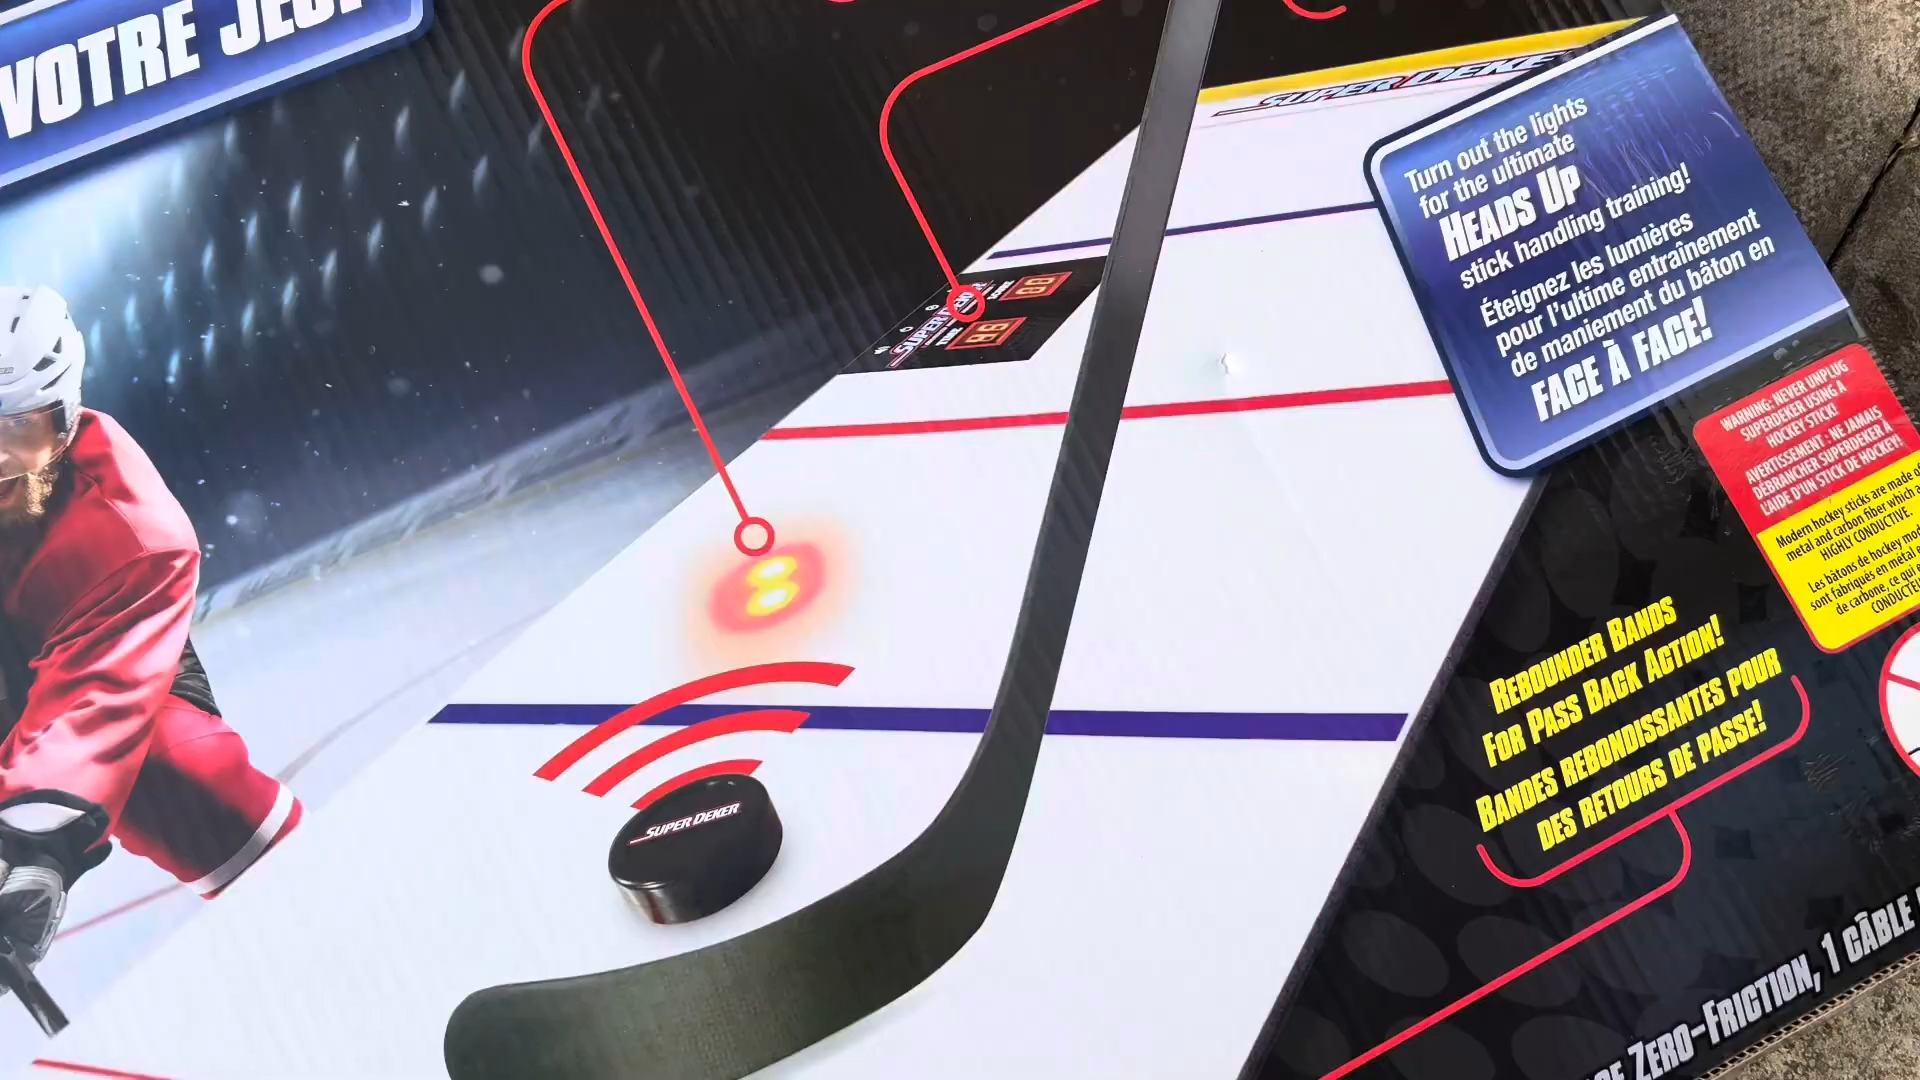 VOTRE JEU
SUPER DEKE
Turn out the lights
for the ultimate
HEADS UP
stick handling training!
Éteignez les lumières
pour l'ultime entraînement
de maniement du bâton en
FACE À FACE!
WARNING: NEVER UNPLUG
SUPERDEKER USING A
HOCKEY STICK!
AVERTISSEMENT : NE JAMAIS
DÉBRANCHER SUPERDEKER À
L'AIDE D'UN STICK DE HOCKEY!
Modern hockey sticks are made of
metal and carbon fiber which a
HIGHLY CONDUCTIVE.
Les bâtons de hockey mod
sont fabriqués en métal e
de carbone, ce qui e
CONDUCTE
REBOUNDER BANDS
FOR PASS BACK ACTION!
BANDES REBONDISSANTES POUR
DES RETOURS DE PASSE!
SUPER DEKER
ZERO-FRICTION, 1 CÂBLE